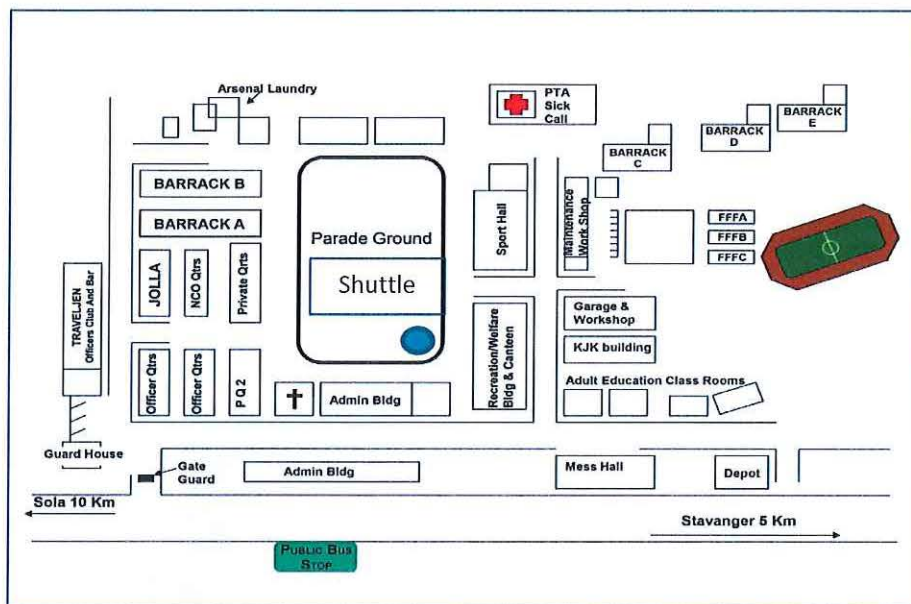 Arsenal Laundry
PTA
Sick
Call
BARRACK
E
BARRACK
D
BARRACK
C
BARRACK B
BARRACK A
JOLLA
NCO Qtrs
Private Qrts
Parade Ground
Shuttle
Sport Hall
Maintenance
Work Shop
FFFA
FFFB
FFFC
TRAVELJEN
Officers Club And Bar
Officer Qtrs
Officer Qtrs
P Q 2
Admin Bldg
Recreation/Welfare
Bldg & Canteen
Garage &
Workshop
KJK building
Adult Education Class Rooms
Guard House
Gate
Guard
Admin Bldg
Mess Hall
Depot
Sola 10 Km
Stavanger 5 Km
PUBLIC BUS
STOP